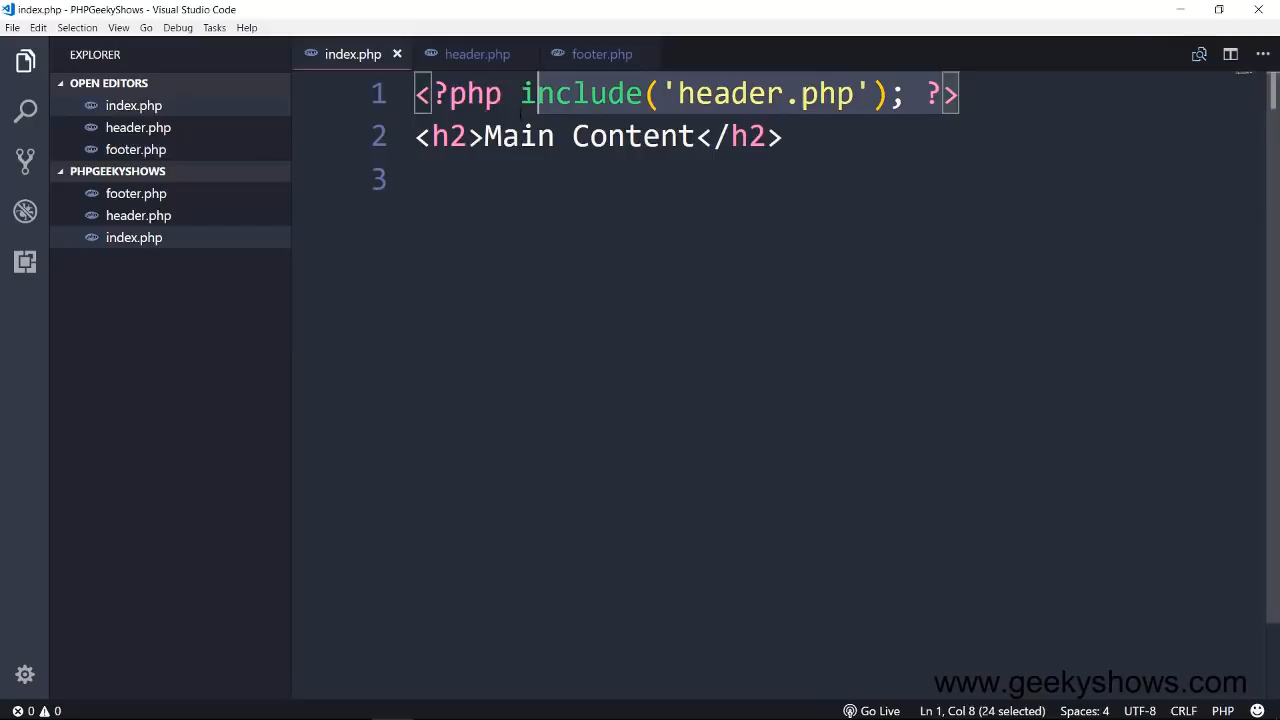 index.php - PHPGeekyShows - Visual Studio Code
File Edit Selection View Go Debug Tasks Help
EXPLORER
OPEN EDITORS
index.php
header.php
footer.php
PHPGEEKYSHOWS
footer.php
header.php
index.php
index.php header.php footer.php
1 <?php include('header.php'); ?>
2 <h2>Main Content</h2>
3
www.geekyshows.com
0 0 Go Live Ln 1, Col 8 (24 selected) Spaces: 4 UTF-8 CRLF PHP